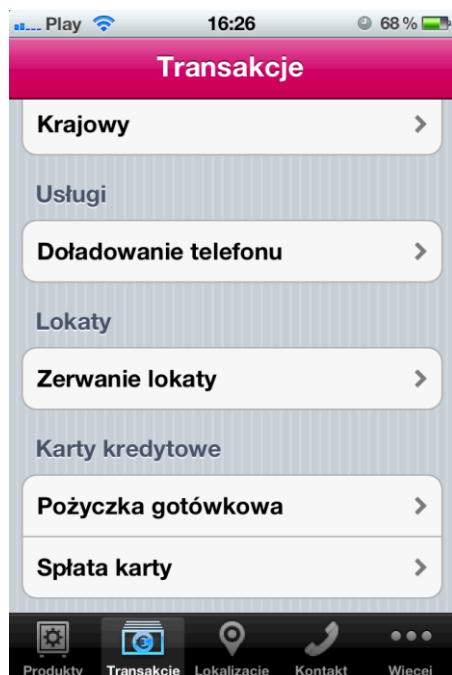 Play 16:26 68 %
Transakcje
Krajowy
Usługi
Doładowanie telefonu
Lokaty
Zerwanie lokaty
Karty kredytowe
Pożyczka gotówkowa
Spłata karty
Produkty Transakcje Lokalizacje Kontakt Więcej